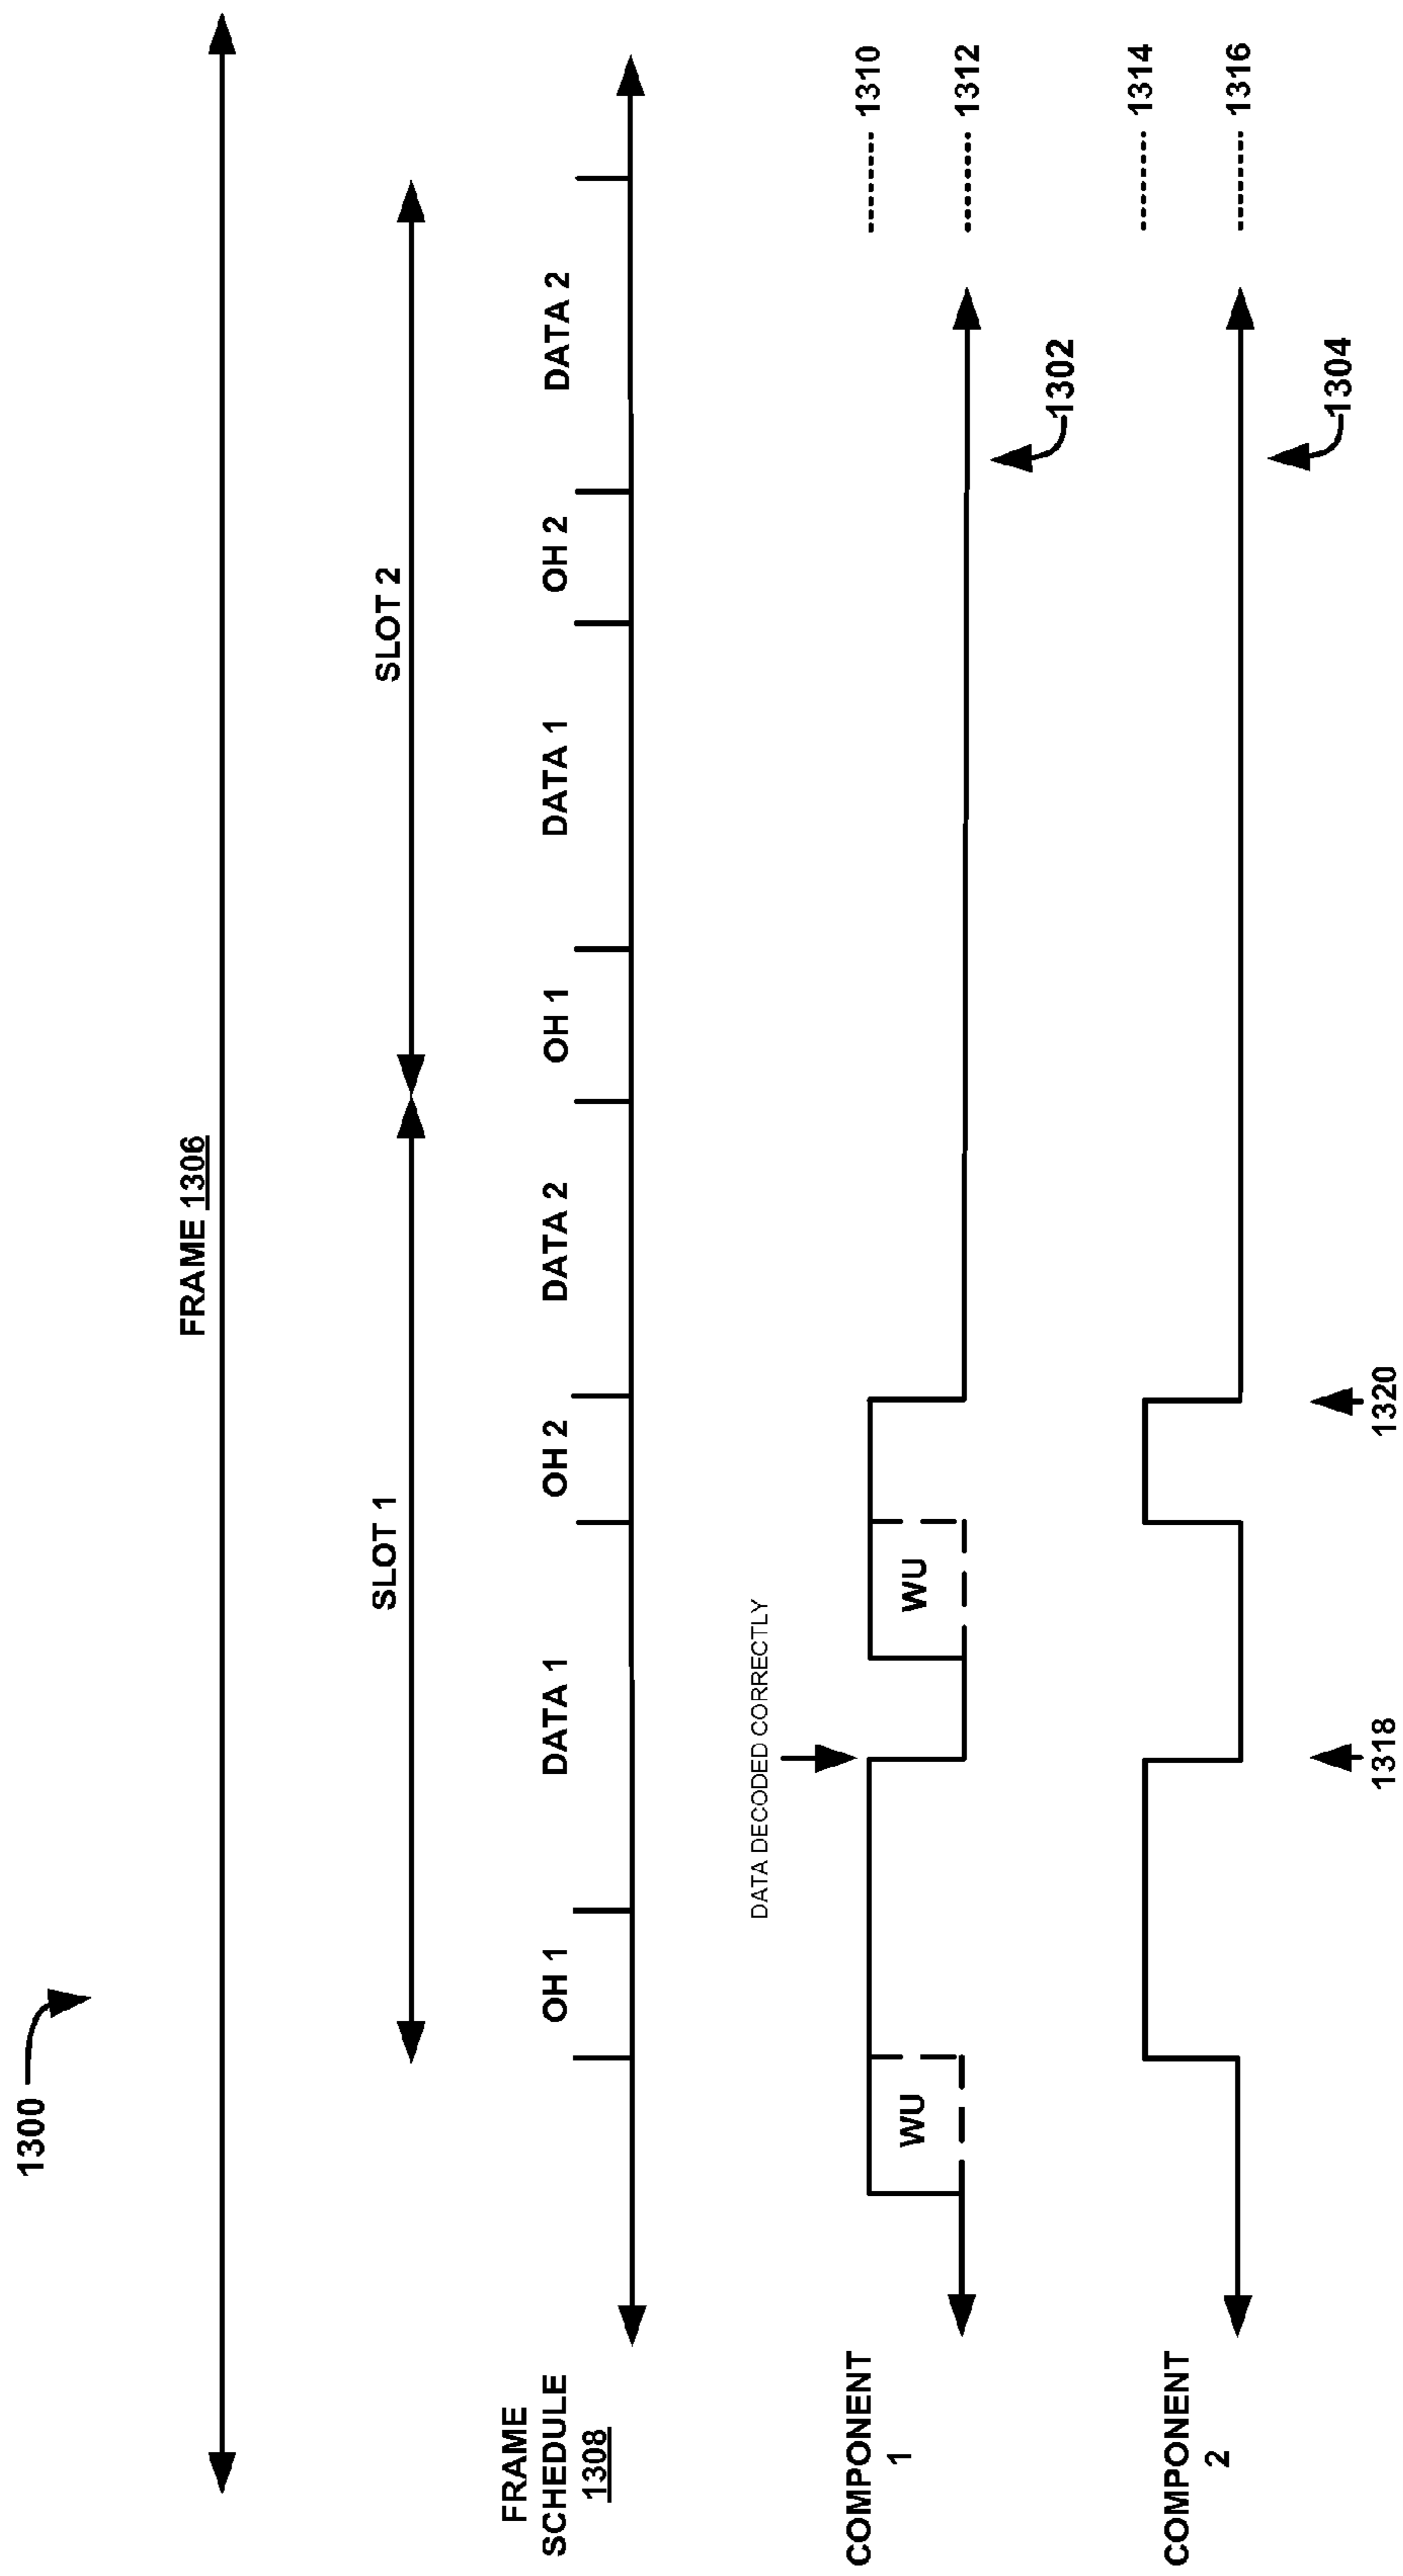 1300
FRAME 1306
SLOT 1
SLOT 2
FRAME
SCHEDULE
1308
OH 1
DATA 1
OH 2
DATA 2
OH 1
DATA 1
OH 2
DATA 2
DATA DECODED CORRECTLY
COMPONENT
1
WU
WU
1310
1312
1302
COMPONENT
2
1314
1316
1304
1318
1320